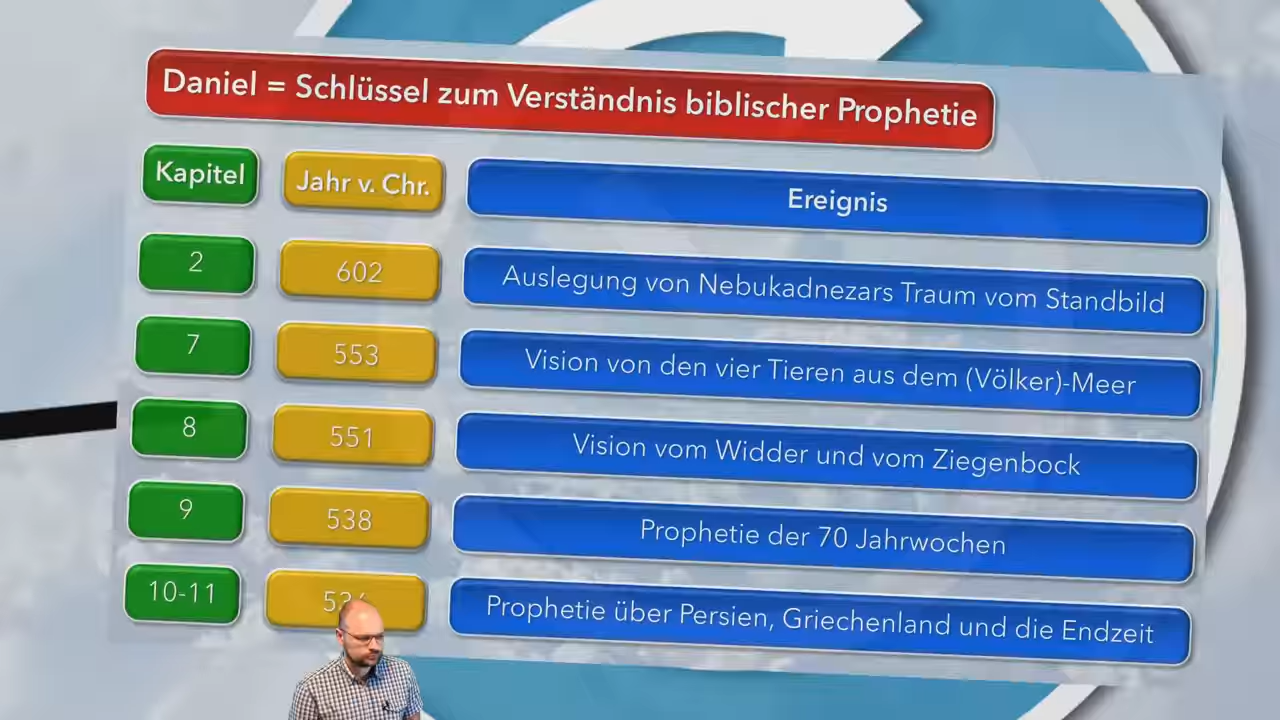 Daniel = Schlüssel zum Verständnis biblischer Prophetie
Kapitel Jahr v. Chr. Ereignis
2 602 Auslegung von Nebukadnezars Traum vom Standbild
7 553 Vision von den vier Tieren aus dem (Völker)-Meer
8 551 Vision vom Widder und vom Ziegenbock
9 538 Prophetie der 70 Jahrwochen
10-11 Prophetie über Persien, Griechenland und die Endzeit